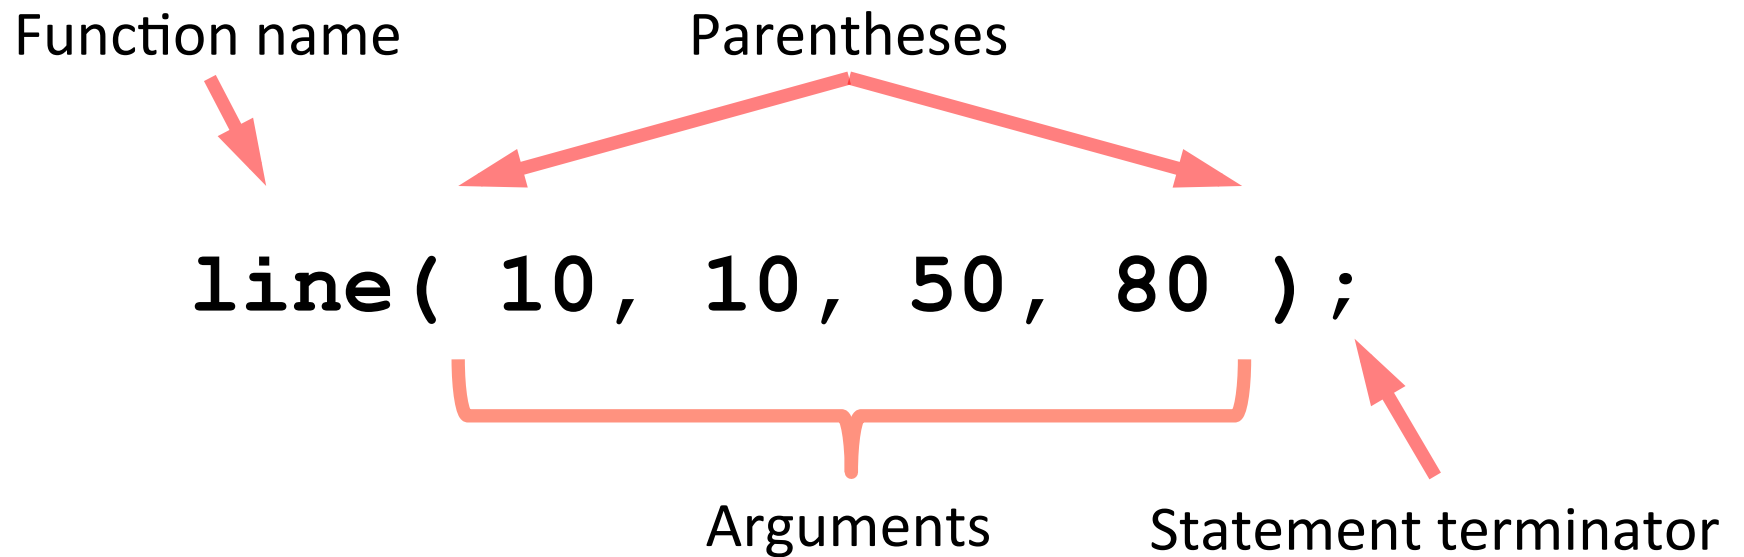 Function name
Parentheses
line( 10, 10, 50, 80 );
Arguments
Statement terminator